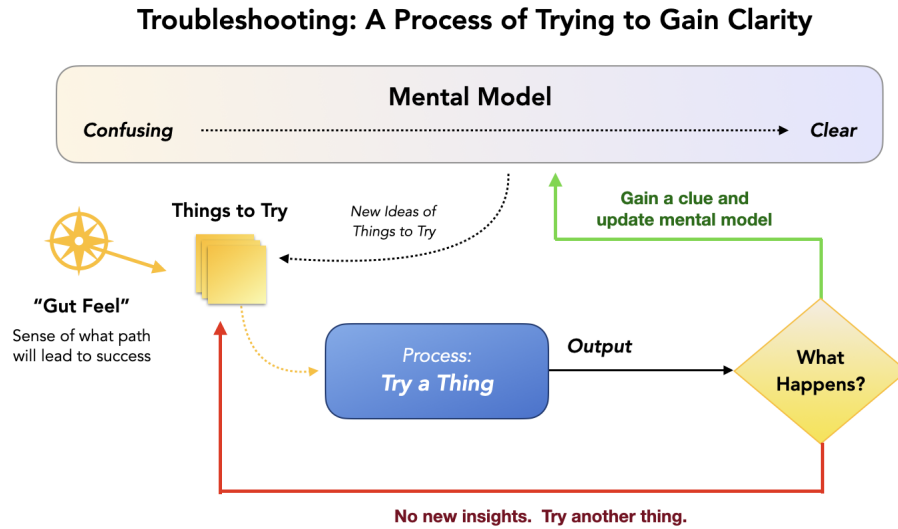 Troubleshooting: A Process of Trying to Gain Clarity
Mental Model
Confusing
Clear
Things to Try
New Ideas of
Things to Try
Gain a clue and
update mental model
“Gut Feel”
Sense of what path
will lead to success
Process:
Try a Thing
Output
What
Happens?
No new insights.  Try another thing.